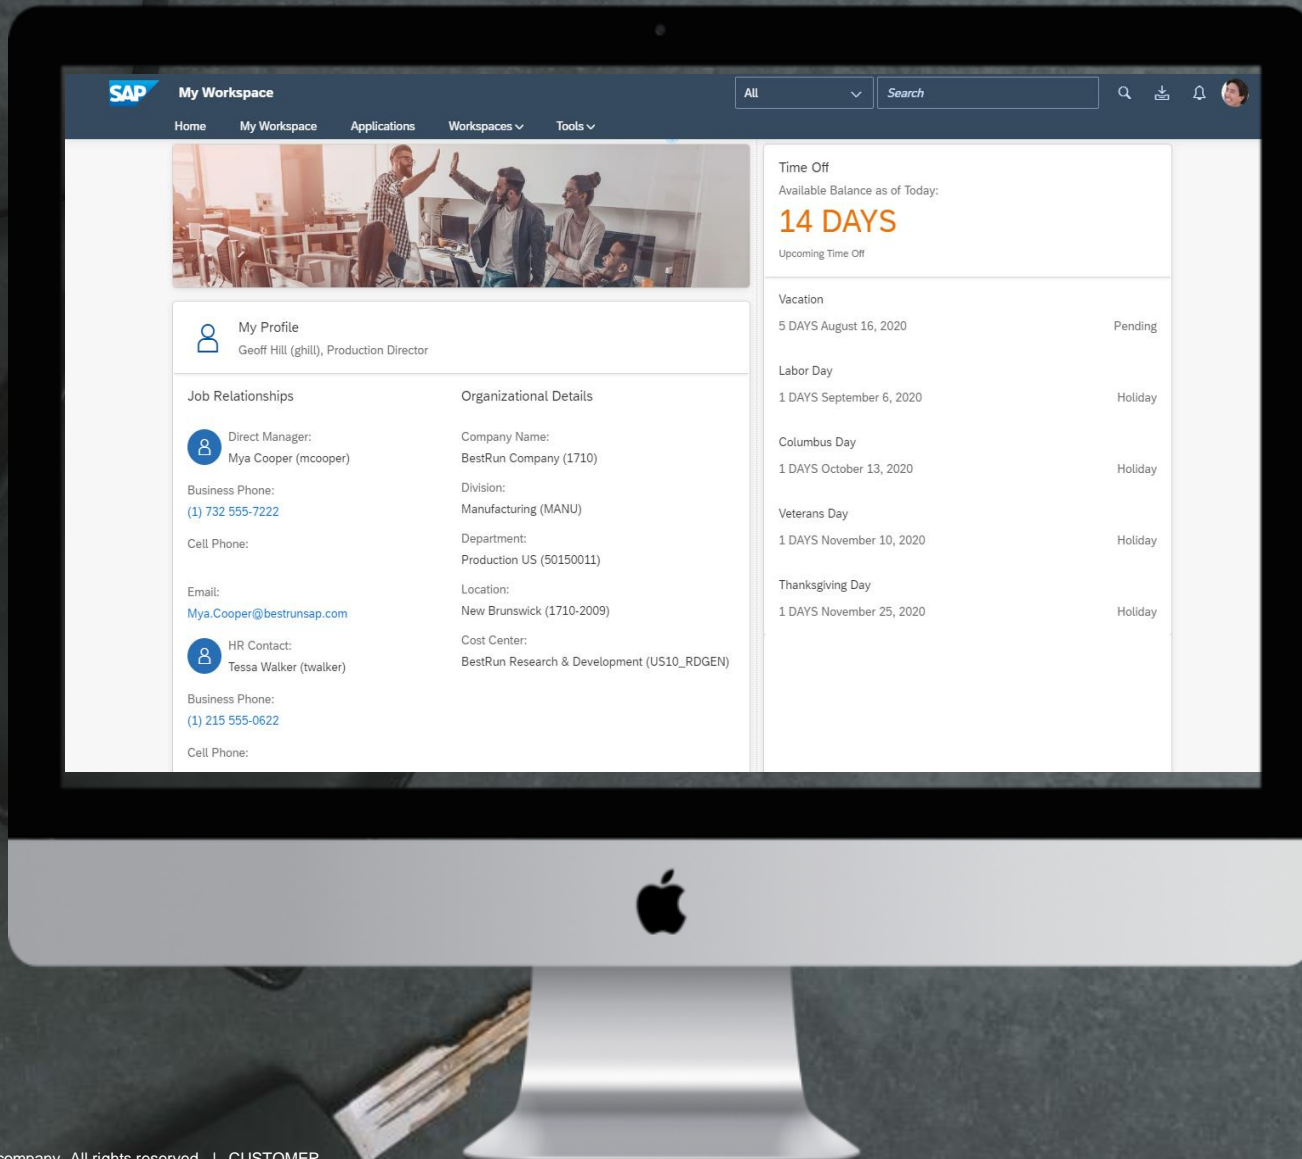 SAP
My Workspace
All
Search
Home My Workspace Applications Workspaces Tools
My Profile
Geoff Hill (ghill), Production Director
Job Relationships
Direct Manager:
Mya Cooper (mcooper)
Business Phone:
(1) 732 555-7222
Cell Phone:
Email:
Mya.Cooper@bestrunsap.com
HR Contact:
Tessa Walker (twalker)
Business Phone:
(1) 215 555-0622
Cell Phone:
Organizational Details
Company Name:
BestRun Company (1710)
Division:
Manufacturing (MANU)
Department:
Production US (50150011)
Location:
New Brunswick (1710-2009)
Cost Center:
BestRun Research & Development (US10_RDGEN)
Time Off
Available Balance as of Today:
14 DAYS
Upcoming Time Off
Vacation
5 DAYS August 16, 2020 Pending
Labor Day
1 DAYS September 6, 2020 Holiday
Columbus Day
1 DAYS October 13, 2020 Holiday
Veterans Day
1 DAYS November 10, 2020 Holiday
Thanksgiving Day
1 DAYS November 25, 2020 Holiday
company. All rights reserved. | CUSTOMER